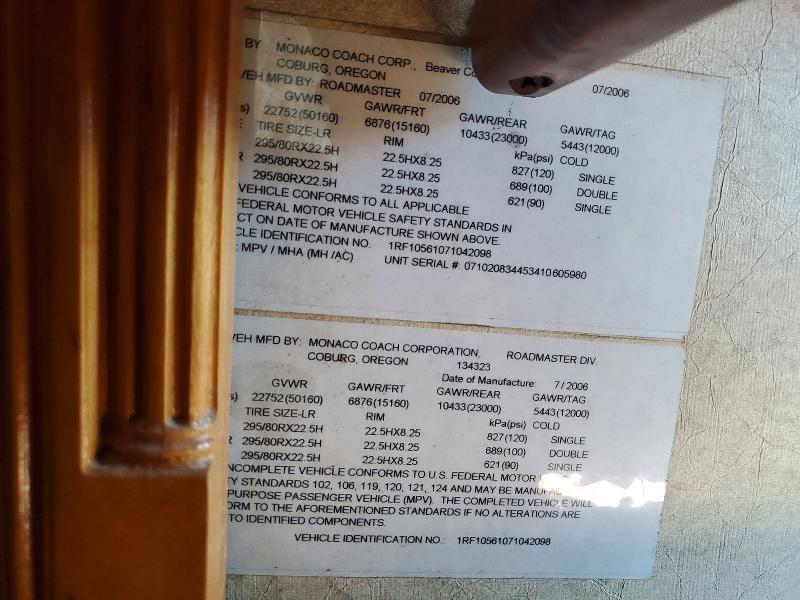 BY MONACO COACH CORP., Beaver
COBURG, OREGON 07/2006
VEH MFD BY: ROADMASTER 07/2006
GVWR GAWR/FRT GAWR/REAR GAWR/TAG
22752(50160) 6876(15160) 10433(23000) 5443(12000)
TIRE SIZE-LR RIM kPa(psi) COLD
295/80RX22.5H 22.5HX8.25 827(120) SINGLE
295/80RX22.5H 22.5HX8.25 689(100) DOUBLE
295/80RX22.5H 22.5HX8.25 621(90) SINGLE
VEHICLE CONFORMS TO ALL APPLICABLE
FEDERAL MOTOR VEHICLE SAFETY STANDARDS IN
CT ON DATE OF MANUFACTURE SHOWN ABOVE.
CLE IDENTIFICATION NO. 1RF10561071042098
: MPV / MHA (MH /AC) UNIT SERIAL #: 071020834453410605980
VEH MFD BY: MONACO COACH CORPORATION, ROADMASTER DIV.
COBURG, OREGON 134323
Date of Manufacture: 7/2006
GVWR GAWR/FRT GAWR/REAR GAWR/TAG
22752(50160) 6876(15160) 10433(23000) 5443(12000)
TIRE SIZE-LR RIM kPa(psi) COLD
295/80RX22.5H 22.5HX8.25 827(120) SINGLE
295/80RX22.5H 22.5HX8.25 689(100) DOUBLE
295/80RX22.5H 22.5HX8.25 621(90) SINGLE
NCOMPLETE VEHICLE CONFORMS TO U.S. FEDERAL MOTOR
TY STANDARDS 102, 106, 119, 120, 121, 124 AND MAY BE MANUFAC
PURPOSE PASSENGER VEHICLE (MPV). THE COMPLETED VEHICLE WILL
ORM TO THE AFOREMENTIONED STANDARDS IF NO ALTERATIONS ARE
TO IDENTIFIED COMPONENTS.
VEHICLE IDENTIFICATION NO.: 1RF10561071042098